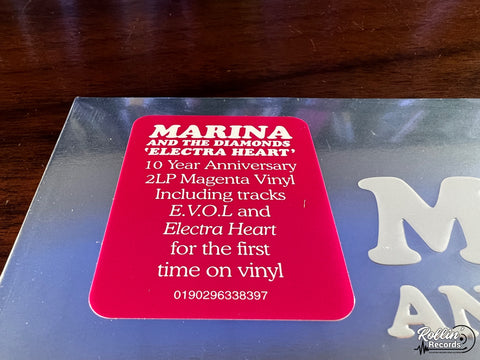 MARINA
AND THE DIAMONDS
'ELECTRA HEART'
10 Year Anniversary
2LP Magenta Vinyl
Including tracks
E.V.O.L and
Electra Heart
for the first
time on vinyl
0190296338397
M
AN
Rollin'
Records